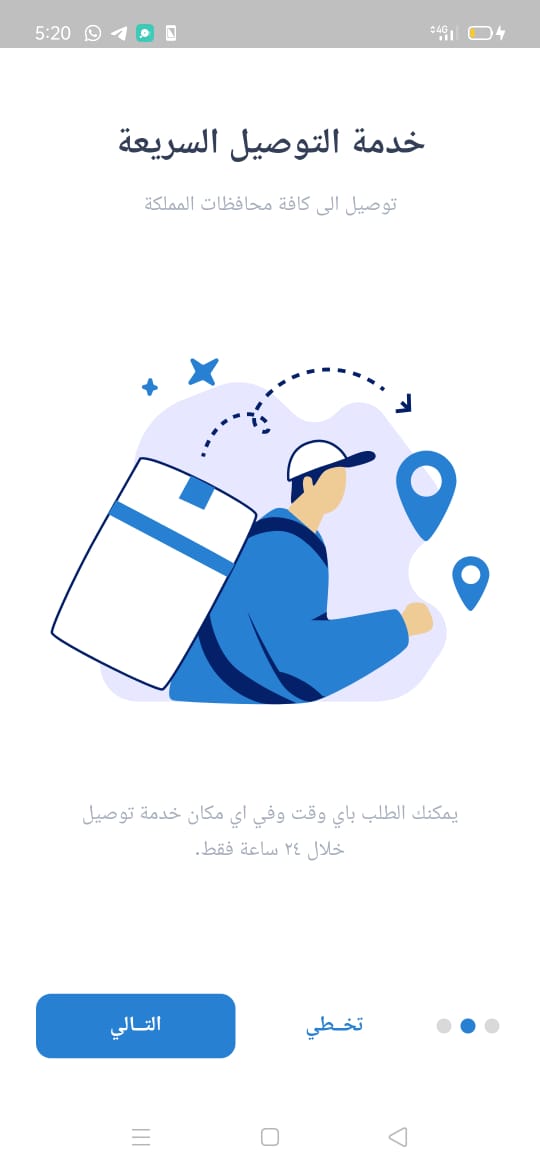 5:20
4G
خدمة التوصيل السريعة
توصيل الى كافة محافظات المملكة
يمكنك الطلب باي وقت وفي اي مكان خدمة توصيل
خلال ٢٤ ساعة فقط.
تخـطي
التـالي